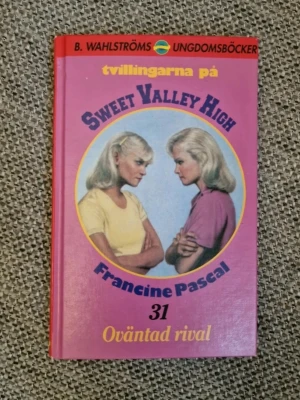 B. WAHLSTRÖMS UNGDOMSBÖCKER
tvillingarna på
SWEET VALLEY HIGH
Francine Pascal
31
Oväntad rival